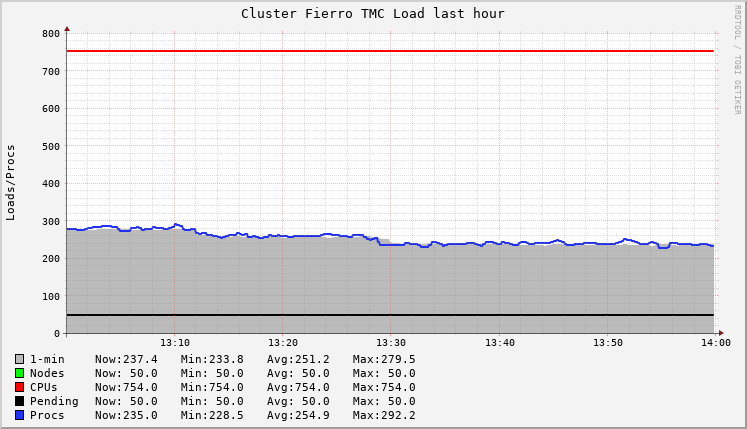 Cluster Fierro TMC Load last hour
RRDTOOL / TOBI OETIKER
Loads/Procs
800
700
600
500
400
300
200
100
0
13:10 13:20 13:30 13:40 13:50 14:00
1-min Now:237.4 Min:233.8 Avg:251.2 Max:279.5
Nodes Now: 50.0 Min: 50.0 Avg: 50.0 Max: 50.0
CPUs Now:754.0 Min:754.0 Avg:754.0 Max:754.0
Pending Now: 50.0 Min: 50.0 Avg: 50.0 Max: 50.0
Procs Now:235.0 Min:228.5 Avg:254.9 Max:292.2